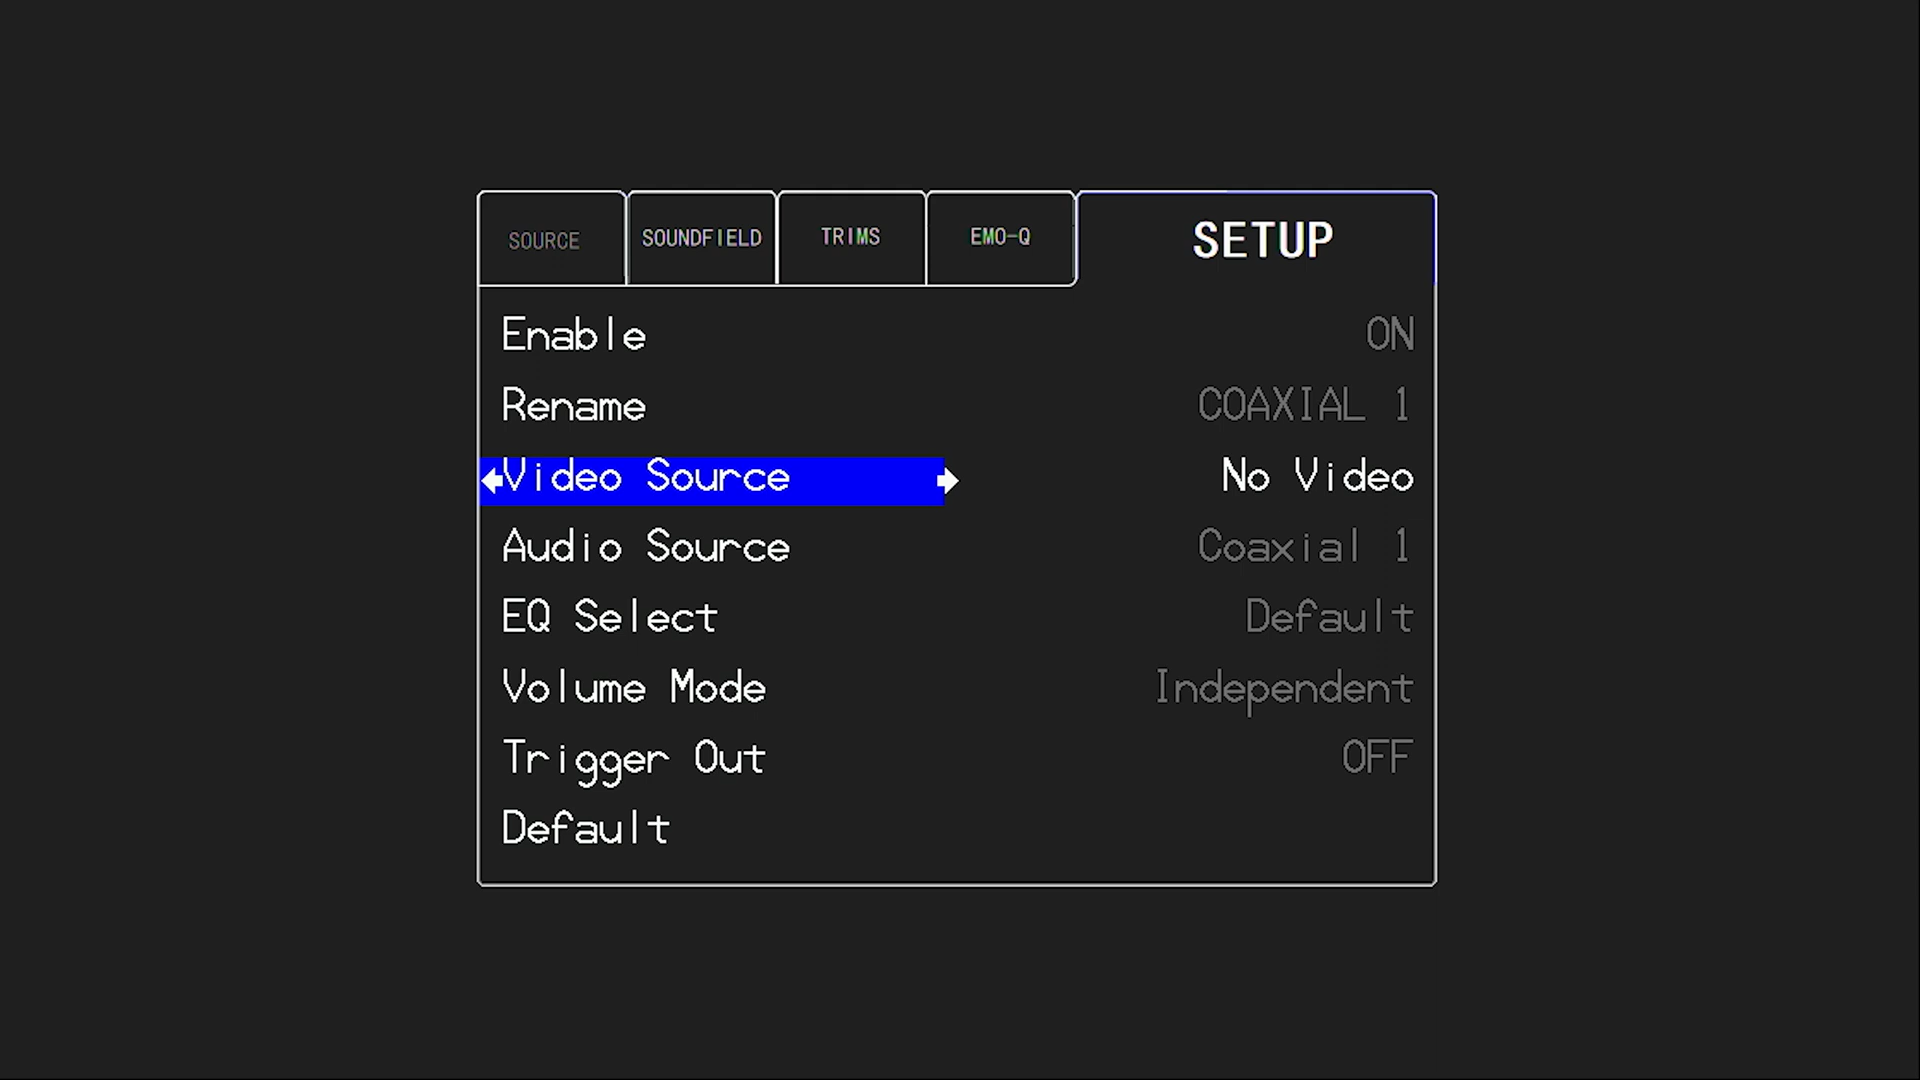 SOURCE SOUNDFIELD TRIMS EMO-Q SETUP
Enable ON
Rename COAXIAL 1
Video Source No Video
Audio Source Coaxial 1
EQ Select Default
Volume Mode Independent
Trigger Out OFF
Default